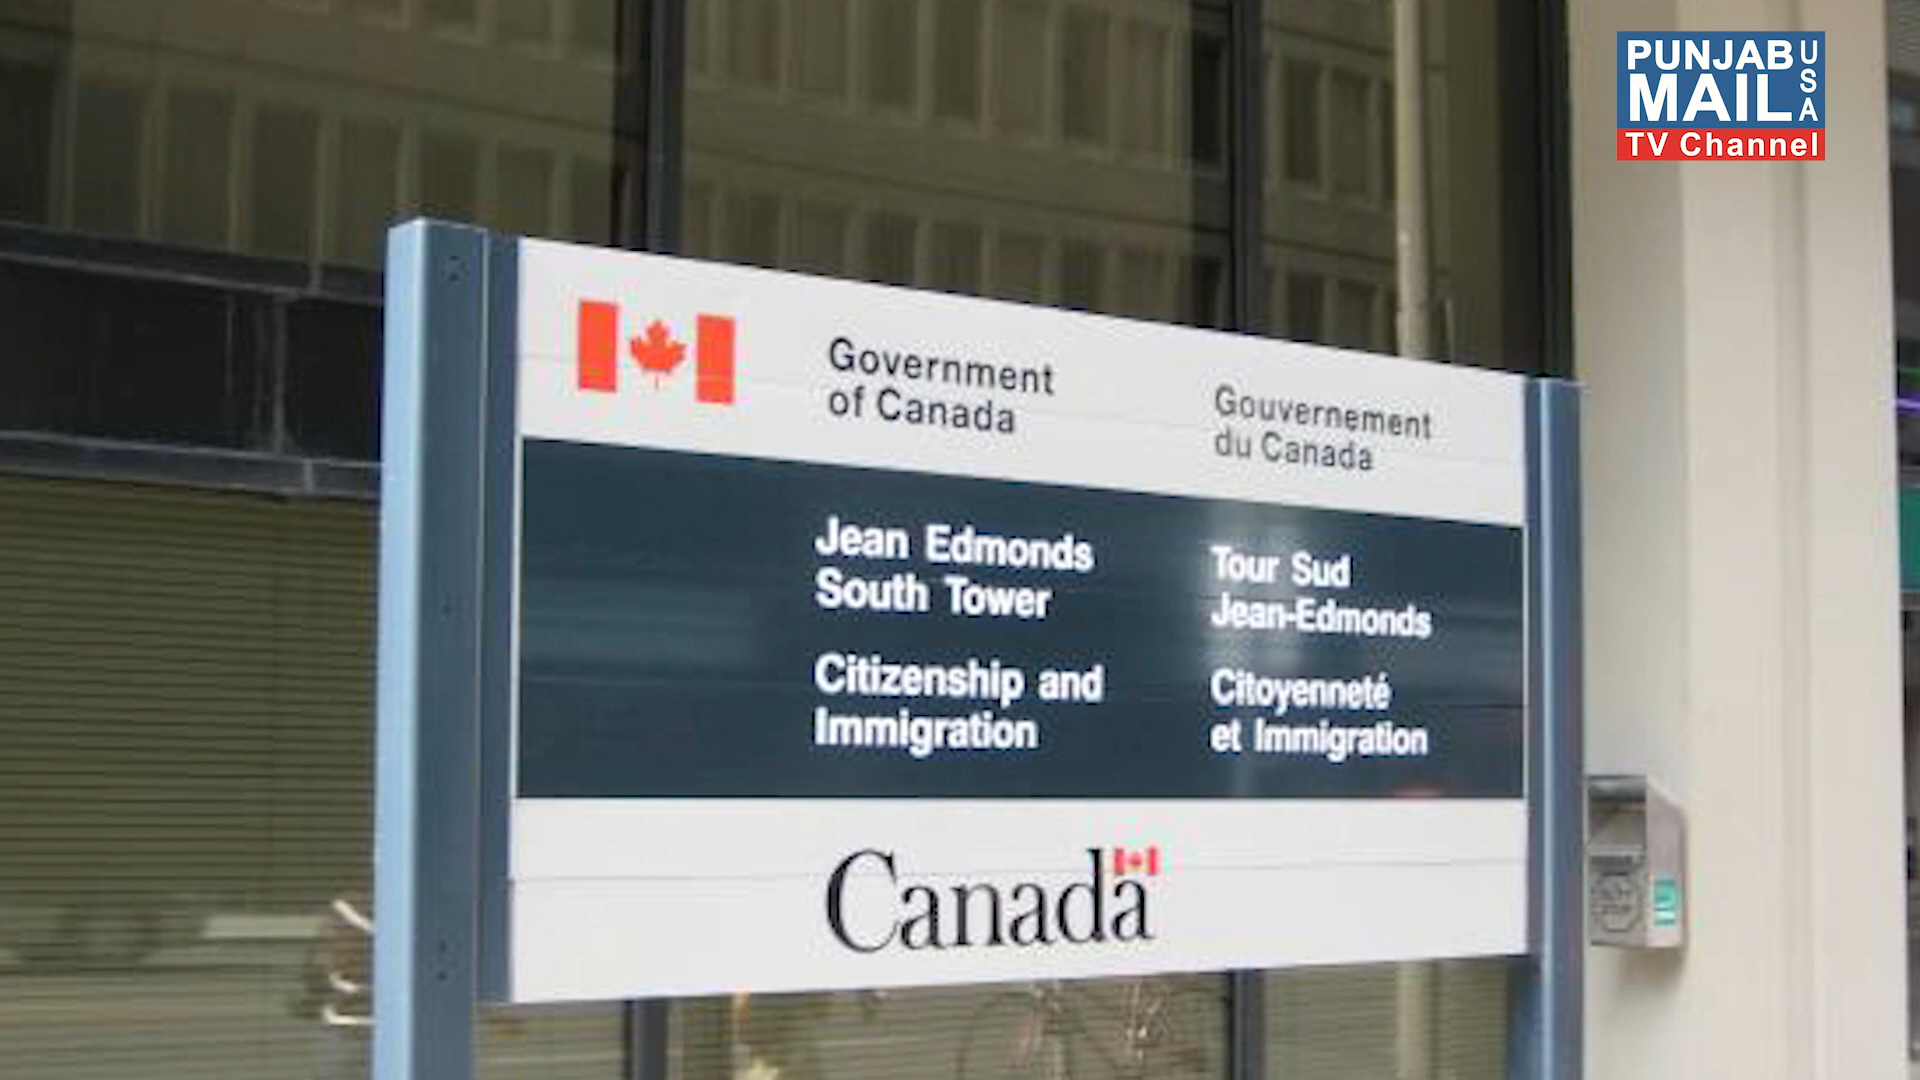 PUNJAB USA
MAIL
TV Channel
Government
of Canada
Gouvernement
du Canada
Jean Edmonds
South Tower
Tour Sud
Jean-Edmonds
Citizenship and
Immigration
Citoyenneté
et Immigration
Canada